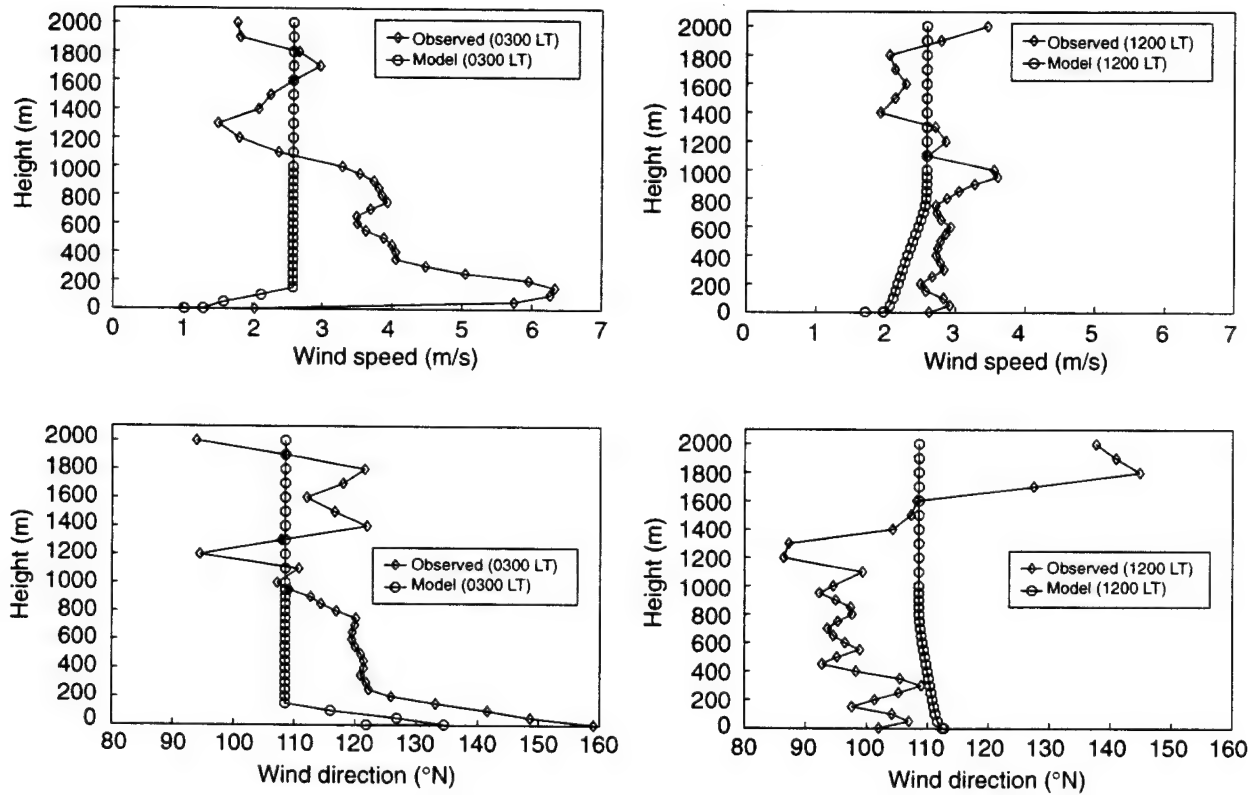 2000
1800
1600
1400
1200
1000
800
600
400
200
0
Height (m)
Observed (0300 LT)
Model (0300 LT)
0 1 2 3 4 5 6 7
Wind speed (m/s)
2000
1800
1600
1400
1200
1000
800
600
400
200
0
Height (m)
Observed (1200 LT)
Model (1200 LT)
0 1 2 3 4 5 6 7
Wind speed (m/s)
2000
1800
1600
1400
1200
1000
800
600
400
200
0
Height (m)
Observed (0300 LT)
Model (0300 LT)
80 90 100 110 120 130 140 150 160
Wind direction (°N)
2000
1800
1600
1400
1200
1000
800
600
400
200
0
Height (m)
Observed (1200 LT)
Model (1200 LT)
80 90 100 110 120 130 140 150 160
Wind direction (°N)